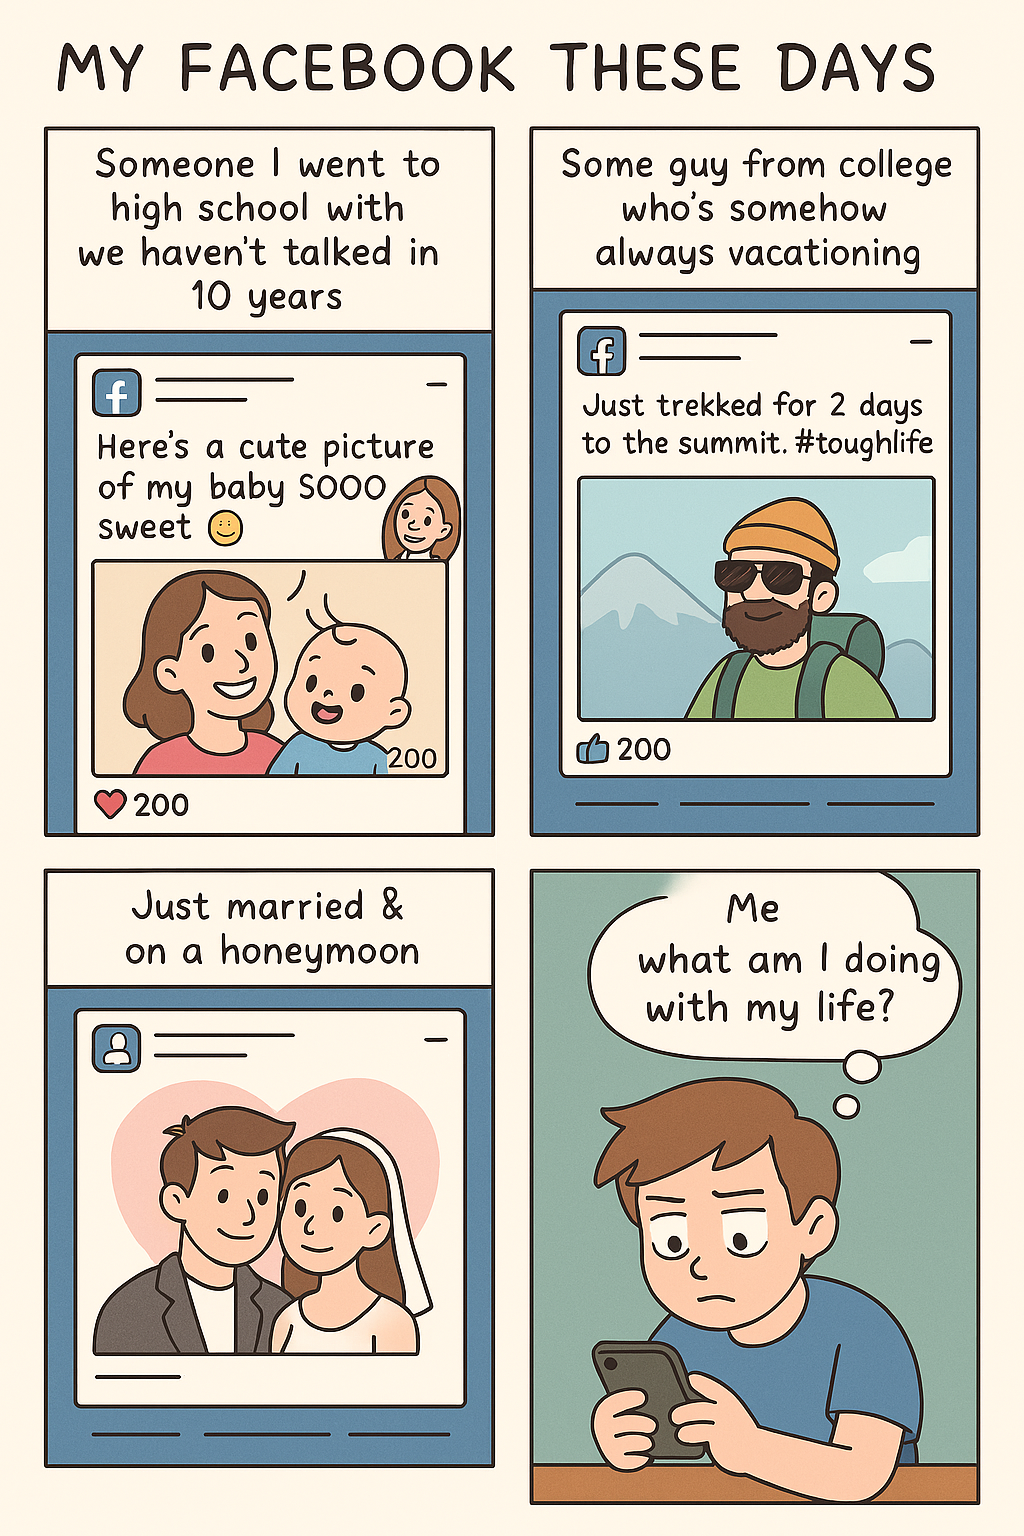 MY FACEBOOK THESE DAYS
Someone I went to
high school with
we haven't talked in
10 years
f
Here's a cute picture
of my baby SOOO
sweet 🙂
200
200
Some guy from college
who's somehow
always vacationing
f
Just trekked for 2 days
to the summit. #toughlife
200
Just married &
on a honeymoon
Me
what am I doing
with my life?